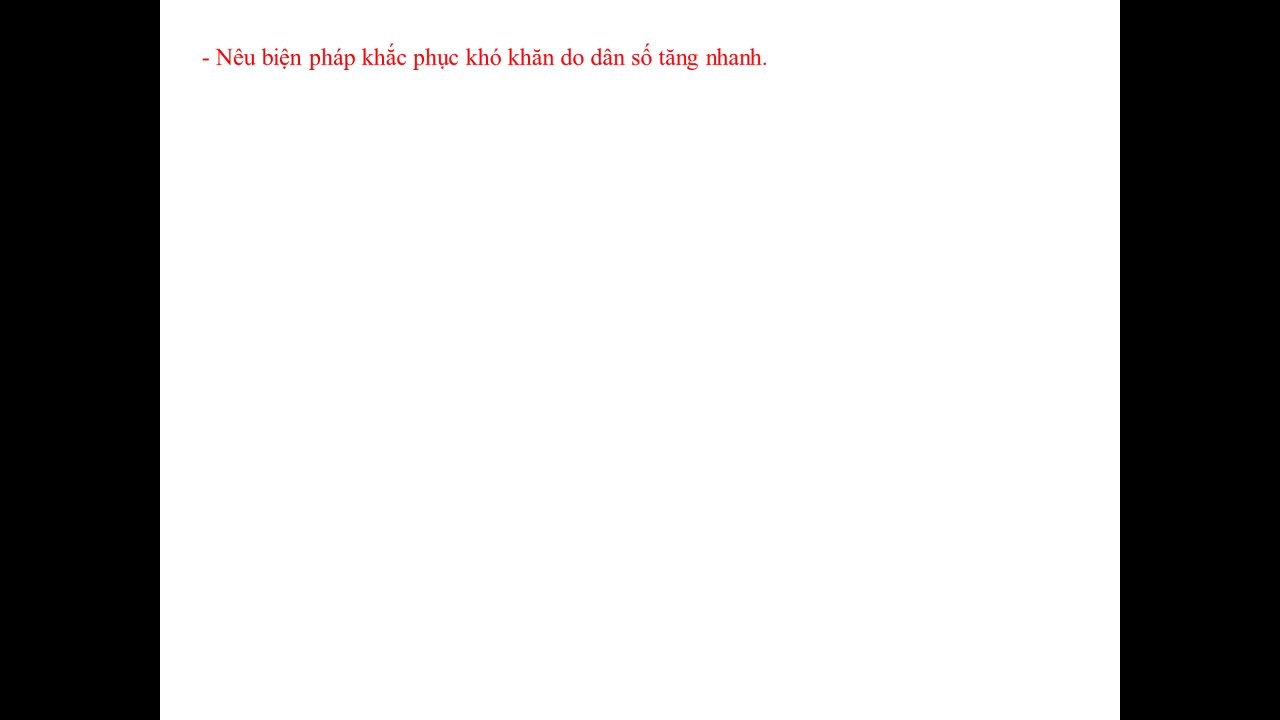 - Nêu biện pháp khắc phục khó khăn do dân số tăng nhanh.